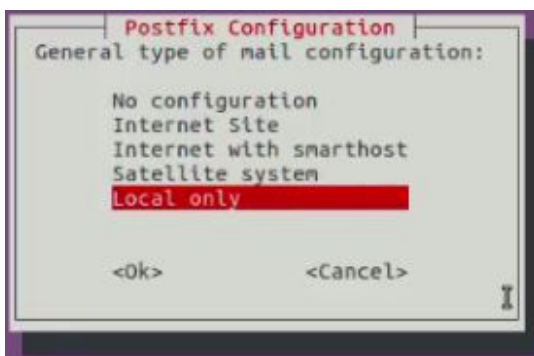 Postfix Configuration
General type of mail configuration:
No configuration
Internet Site
Internet with smarthost
Satellite system
Local only
<Ok> <Cancel>